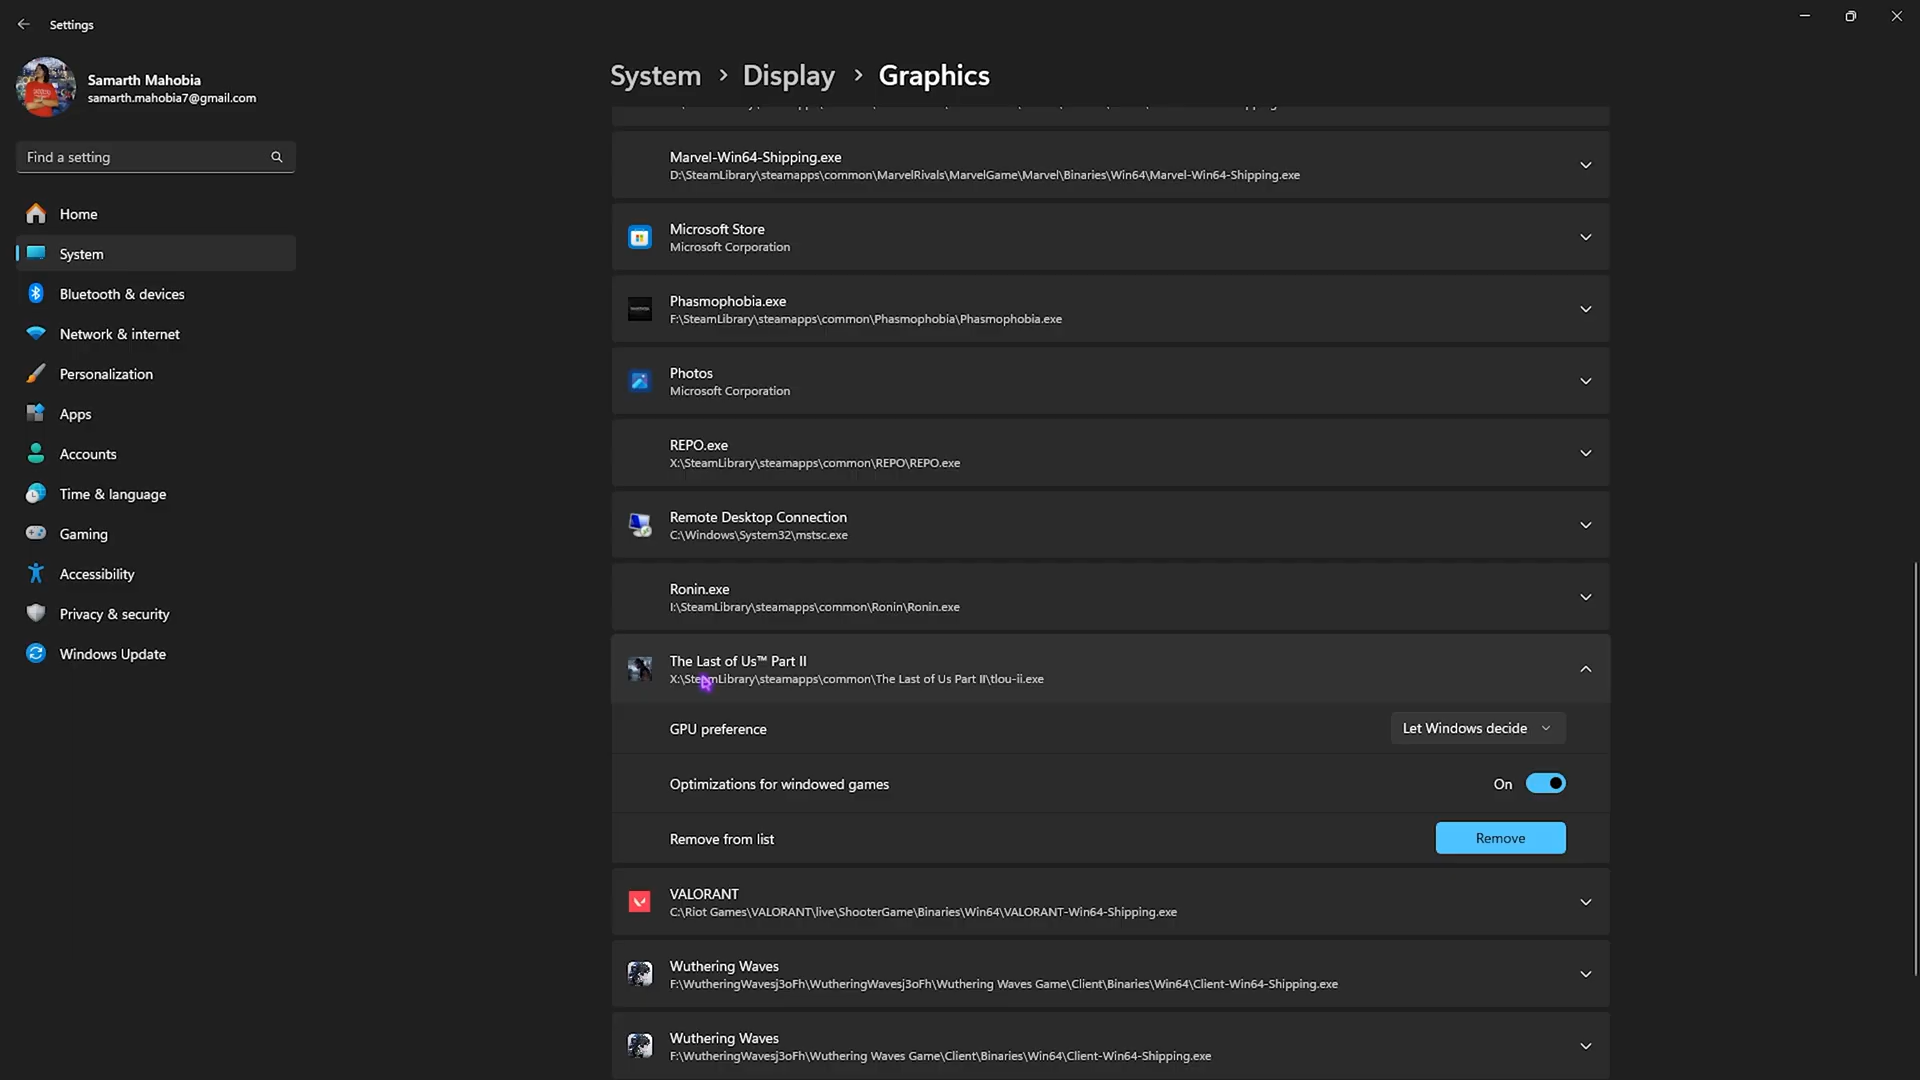 Settings
Samarth Mahobia
samarth.mahobia7@gmail.com
Find a setting
Home
System
Bluetooth & devices
Network & internet
Personalization
Apps
Accounts
Time & language
Gaming
Accessibility
Privacy & security
Windows Update
System > Display > Graphics
Marvel-Win64-Shipping.exe
D:\SteamLibrary\steamapps\common\MarvelRivals\MarvelGame\Marvel\Binaries\Win64\Marvel-Win64-Shipping.exe
Microsoft Store
Microsoft Corporation
Phasmophobia.exe
F:\SteamLibrary\steamapps\common\Phasmophobia\Phasmophobia.exe
Photos
Microsoft Corporation
REPO.exe
X:\SteamLibrary\steamapps\common\REPO\REPO.exe
Remote Desktop Connection
C:\Windows\System32\mstsc.exe
Ronin.exe
I:\SteamLibrary\steamapps\common\Ronin\Ronin.exe
The Last of Us™ Part II
X:\SteamLibrary\steamapps\common\The Last of Us Part II\tlou-ii.exe
GPU preference
Let Windows decide
Optimizations for windowed games
On
Remove from list
Remove
VALORANT
C:\Riot Games\VALORANT\live\ShooterGame\Binaries\Win64\VALORANT-Win64-Shipping.exe
Wuthering Waves
F:\WutheringWavesj3oFh\WutheringWavesj3oFh\Wuthering Waves Game\Client\Binaries\Win64\Client-Win64-Shipping.exe
Wuthering Waves
F:\WutheringWavesj3oFh\Wuthering Waves Game\Client\Binaries\Win64\Client-Win64-Shipping.exe